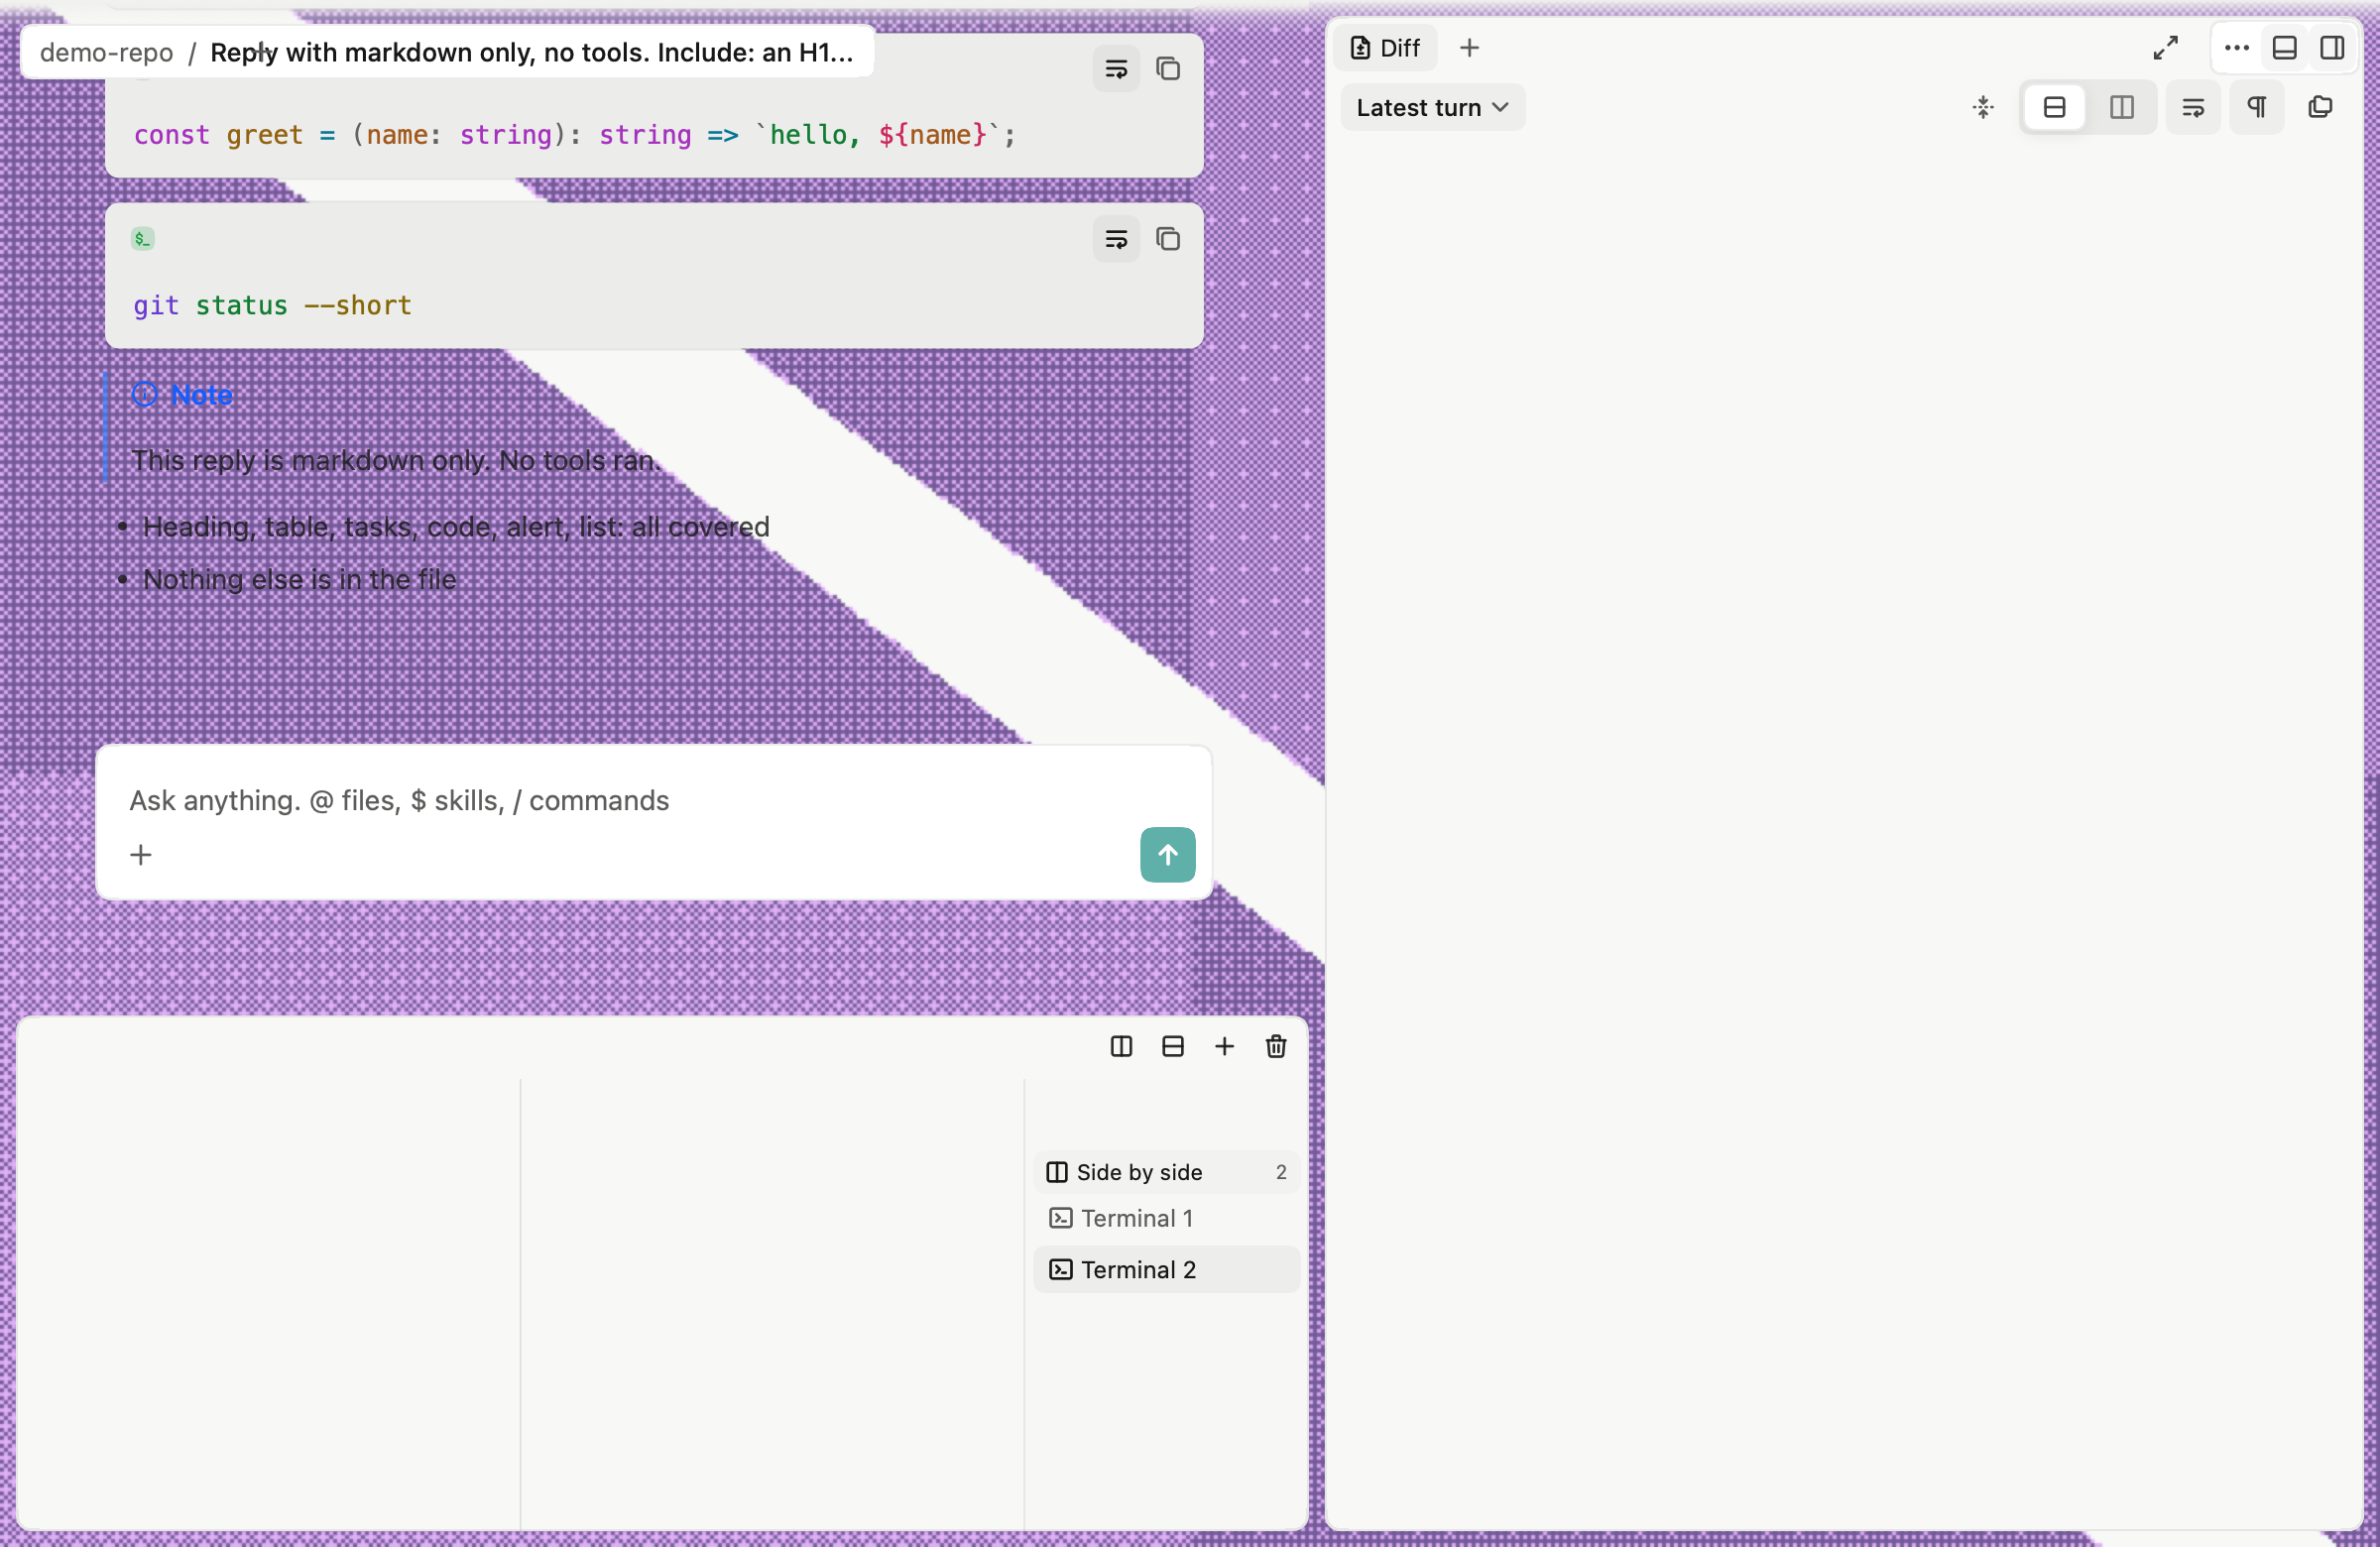 demo-repo / Reply with markdown only, no tools. Include: an H1...
const greet = (name: string): string => `hello, ${name}`;
$_
git status --short
Note
This reply is markdown only. No tools ran.
• Heading, table, tasks, code, alert, list: all covered
• Nothing else is in the file
Ask anything. @ files, $ skills, / commands
Side by side 2
Terminal 1
Terminal 2
Diff
Latest turn